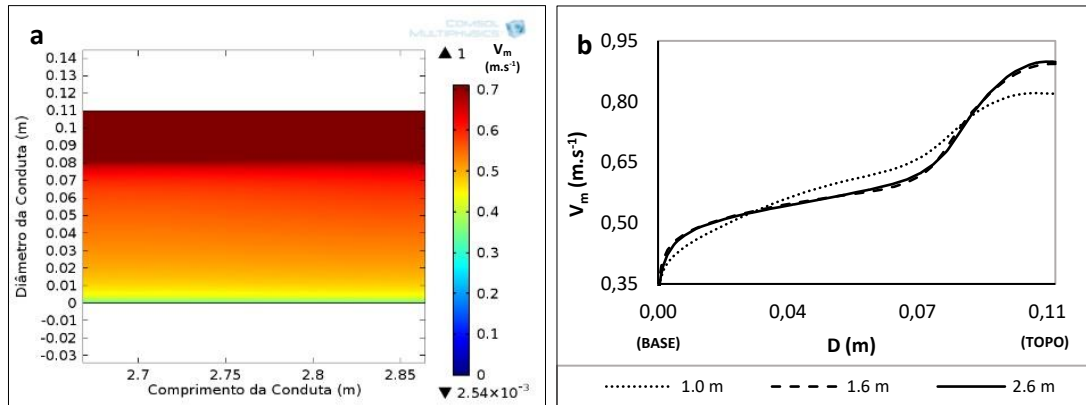 a
COMSOL
MULTIPHYSICS
▲ 1
Vm
(m.s⁻¹)
Diâmetro da Conduta (m)
0.14
0.13
0.12
0.11
0.1
0.09
0.08
0.07
0.06
0.05
0.04
0.03
0.02
0.01
0
-0.01
-0.02
-0.03
2.7 2.75 2.8 2.85
Comprimento da Conduta (m)
0.7
0.6
0.5
0.4
0.3
0.2
0.1
0
▼ 2.54×10⁻³
b
Vm (m.s⁻¹)
0,95
0,80
0,65
0,50
0,35
0,00 0,04 0,07 0,11
(BASE) D (m) (TOPO)
1.0 m 1.6 m 2.6 m